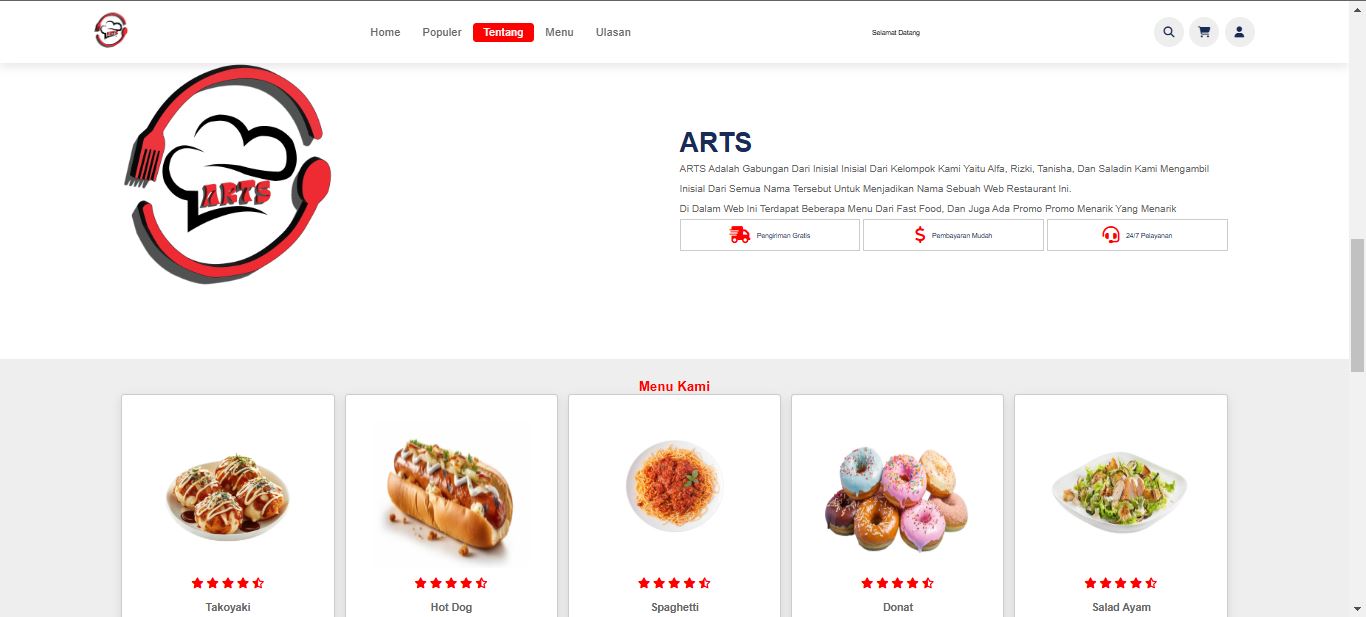 ARTS
Home Populer Tentang Menu Ulasan Selamat Datang
ARTS
ARTS
ARTS Adalah Gabungan Dari Inisial Inisial Dari Kelompok Kami Yaitu Alfa, Rizki, Tanisha, Dan Saladin Kami Mengambil
Inisial Dari Semua Nama Tersebut Untuk Menjadikan Nama Sebuah Web Restaurant Ini.
Di Dalam Web Ini Terdapat Beberapa Menu Dari Fast Food, Dan Juga Ada Promo Promo Menarik Yang Menarik
Pengiriman Gratis Pembayaran Mudah 24/7 Pelayanan
Menu Kami
Takoyaki Hot Dog Spaghetti Donat Salad Ayam